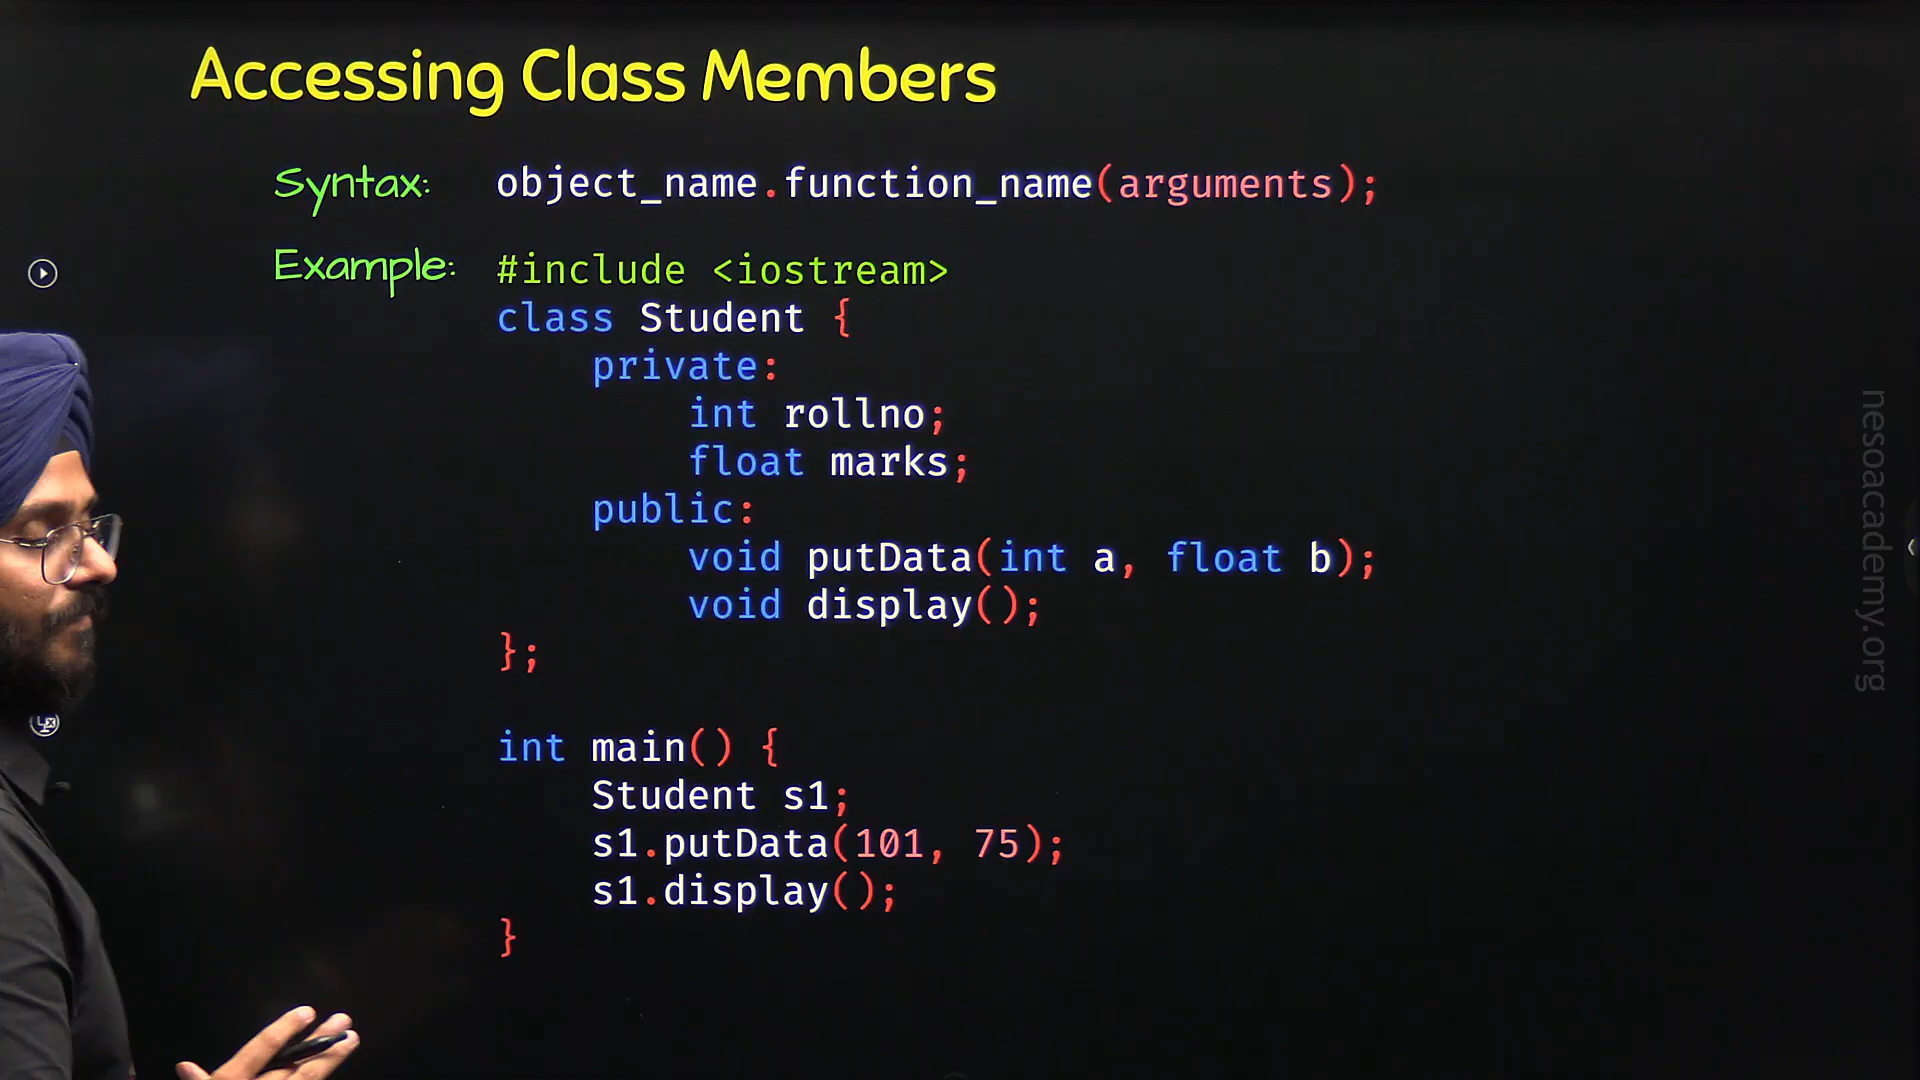 Accessing Class Members
Syntax: object_name.function_name(arguments);
Example: #include <iostream>
class Student {
private:
int rollno;
float marks;
public:
void putData(int a, float b);
void display();
};
int main() {
Student s1;
s1.putData(101, 75);
s1.display();
}
nesoacademy.org